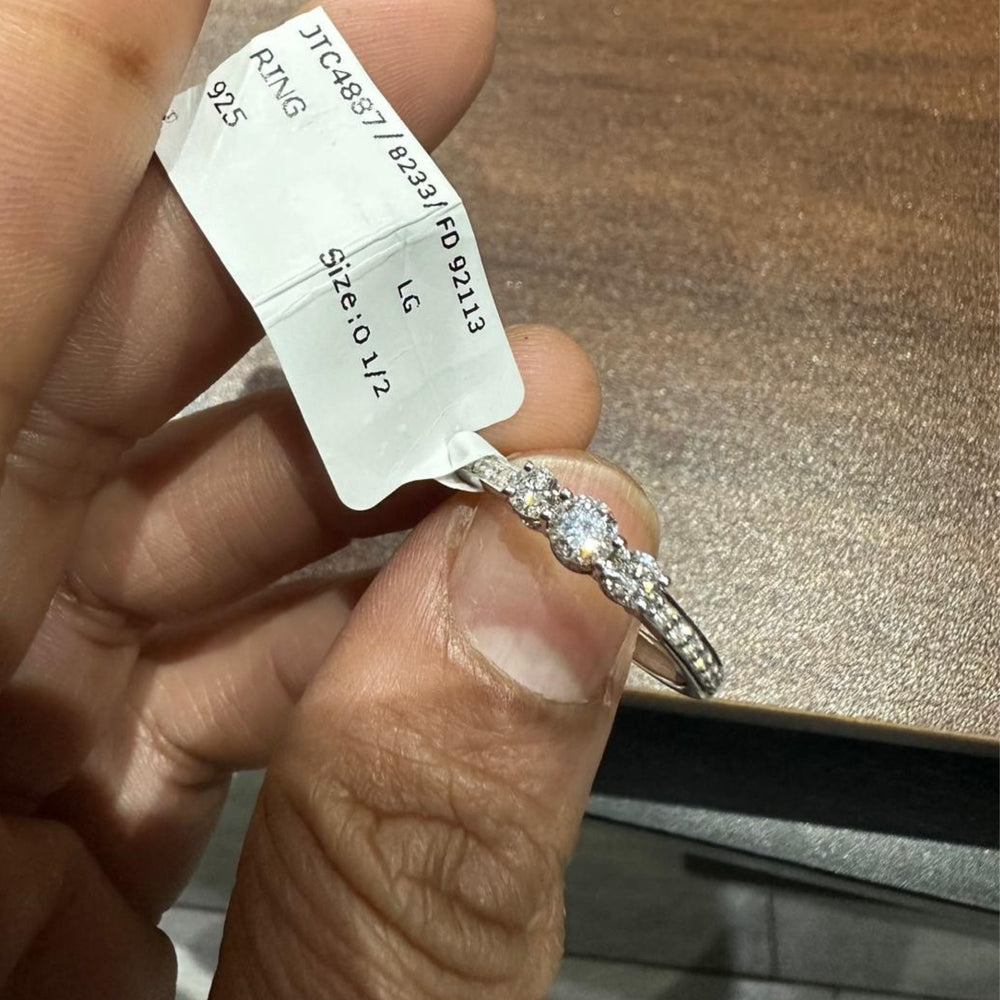 JTC4887/8233/FD 92113
RING
925
LG
Size:O 1/2